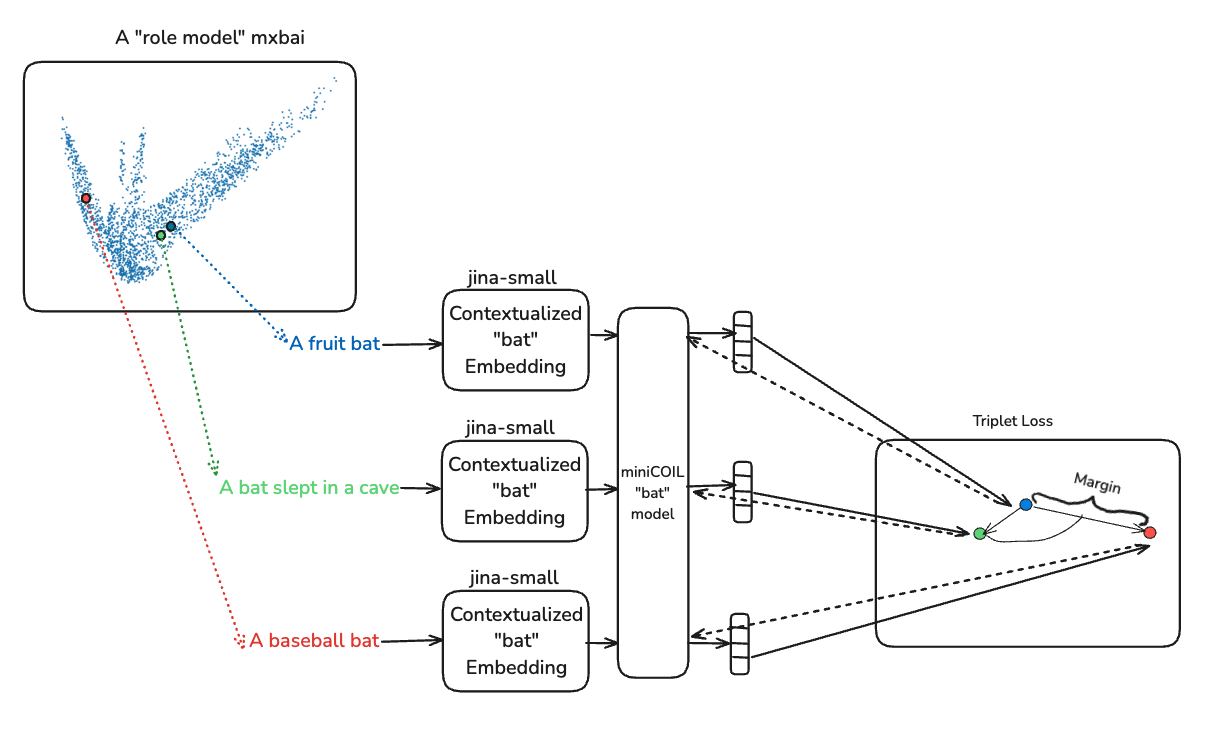 A "role model" mxbai
jina-small
Contextualized
"bat"
Embedding
A fruit bat
jina-small
Contextualized
"bat"
Embedding
A bat slept in a cave
jina-small
Contextualized
"bat"
Embedding
A baseball bat
miniCOIL
"bat"
model
Triplet Loss
Margin